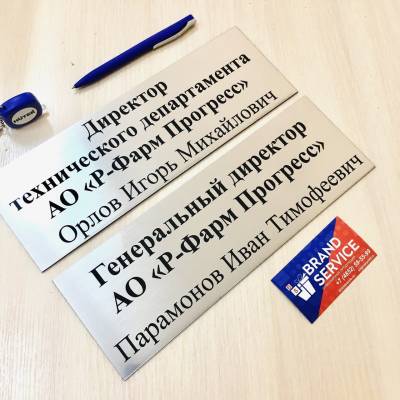 Директор
технического департамента
АО «Р-Фарм Прогресс»
Орлов Игорь Михайлович
Генеральный директор
АО «Р-Фарм Прогресс»
Парамонов Иван Тимофеевич
BRAND
SERVICE